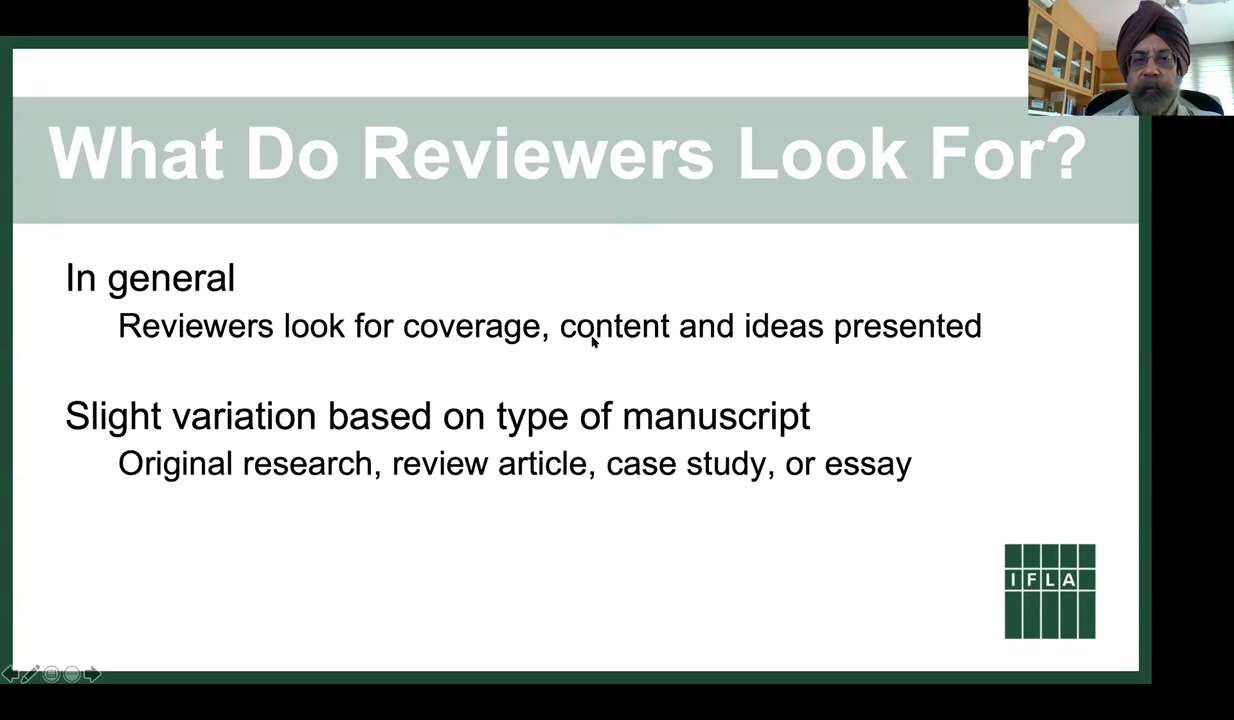 What Do Reviewers Look For?
In general
Reviewers look for coverage, content and ideas presented
Slight variation based on type of manuscript
Original research, review article, case study, or essay
IFLA